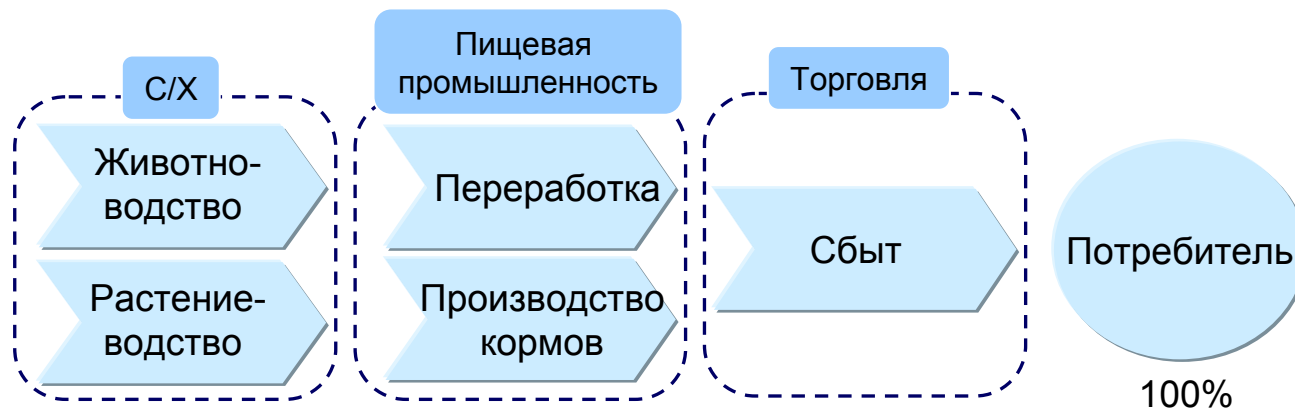 С/Х
Животно-
водство
Растение-
водство
Пищевая
промышленность
Переработка
Производство
кормов
Торговля
Сбыт
Потребитель
100%